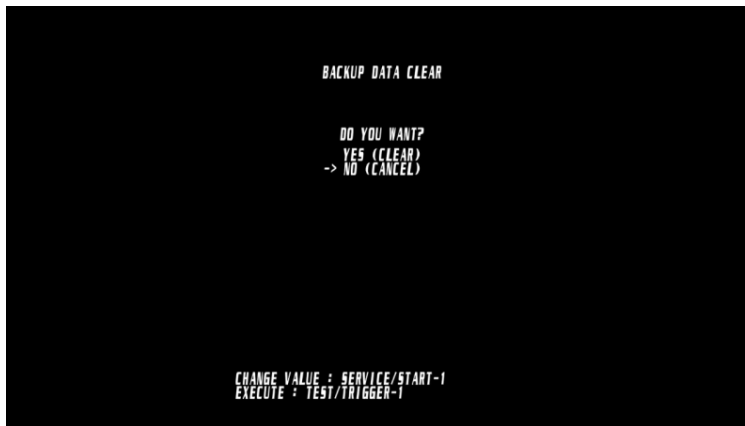 BACKUP DATA CLEAR
DO YOU WANT?
YES (CLEAR)
-> NO (CANCEL)
CHANGE VALUE : SERVICE/START-1
EXECUTE : TEST/TRIGGER-1